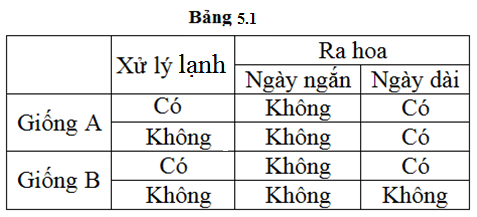 Bảng 5.1
Xử lý lạnh Ra hoa
Ngày ngắn Ngày dài
Giống A Có Không Có
Không Không Có
Giống B Có Không Có
Không Không Không